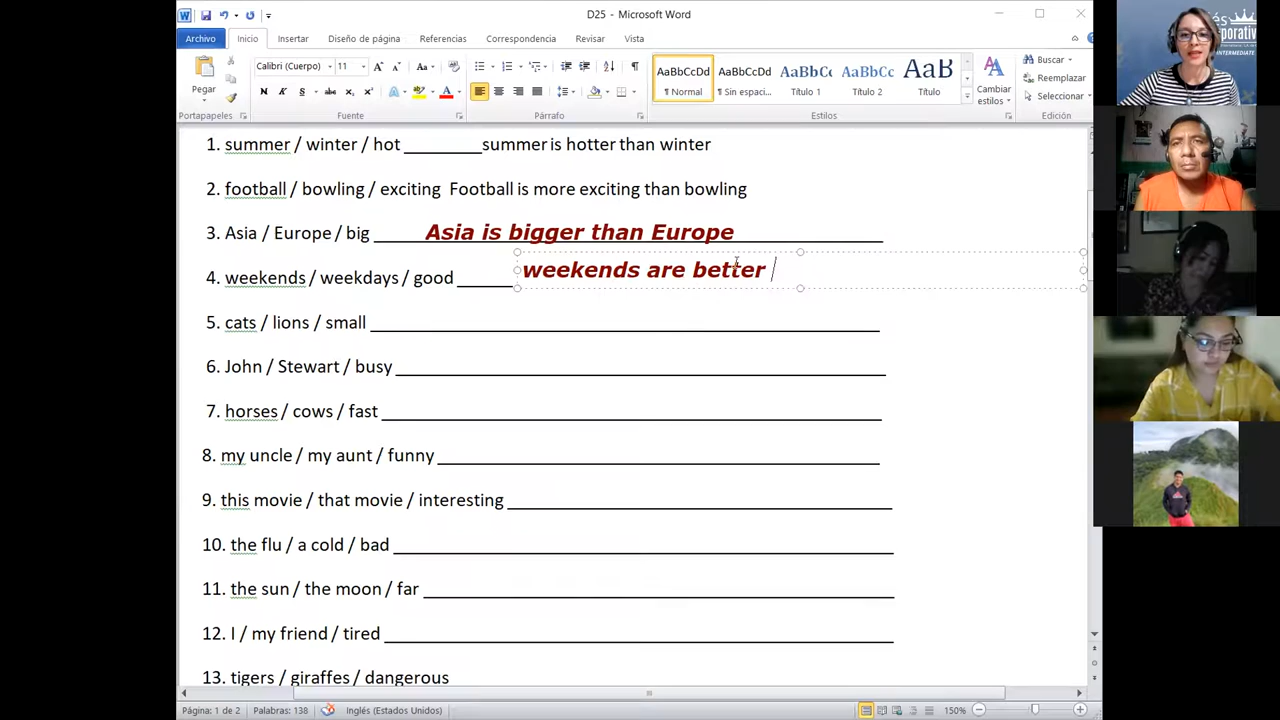 D25 - Microsoft Word
Archivo Inicio Insertar Diseño de página Referencias Correspondencia Revisar Vista
Calibri (Cuerpo) 11
AaBbCcDd AaBbCcDd AaBbCc AaBbCc AaB
Buscar
Reemplazar
Seleccionar
Pegar
N K S
¶ Normal ¶ Sin espaci... Título 1 Título 2 Título
Cambiar estilos
Portapapeles Fuente Párrafo Estilos Edición
1. summer / winter / hot _________summer is hotter than winter
2. football / bowling / exciting Football is more exciting than bowling
3. Asia / Europe / big Asia is bigger than Europe
4. weekends / weekdays / good weekends are better
5. cats / lions / small
6. John / Stewart / busy
7. horses / cows / fast
8. my uncle / my aunt / funny
9. this movie / that movie / interesting
10. the flu / a cold / bad
11. the sun / the moon / far
12. I / my friend / tired
13. tigers / giraffes / dangerous
Página: 1 de 2 Palabras: 138 Inglés (Estados Unidos) 150%
INTERMEDIATE